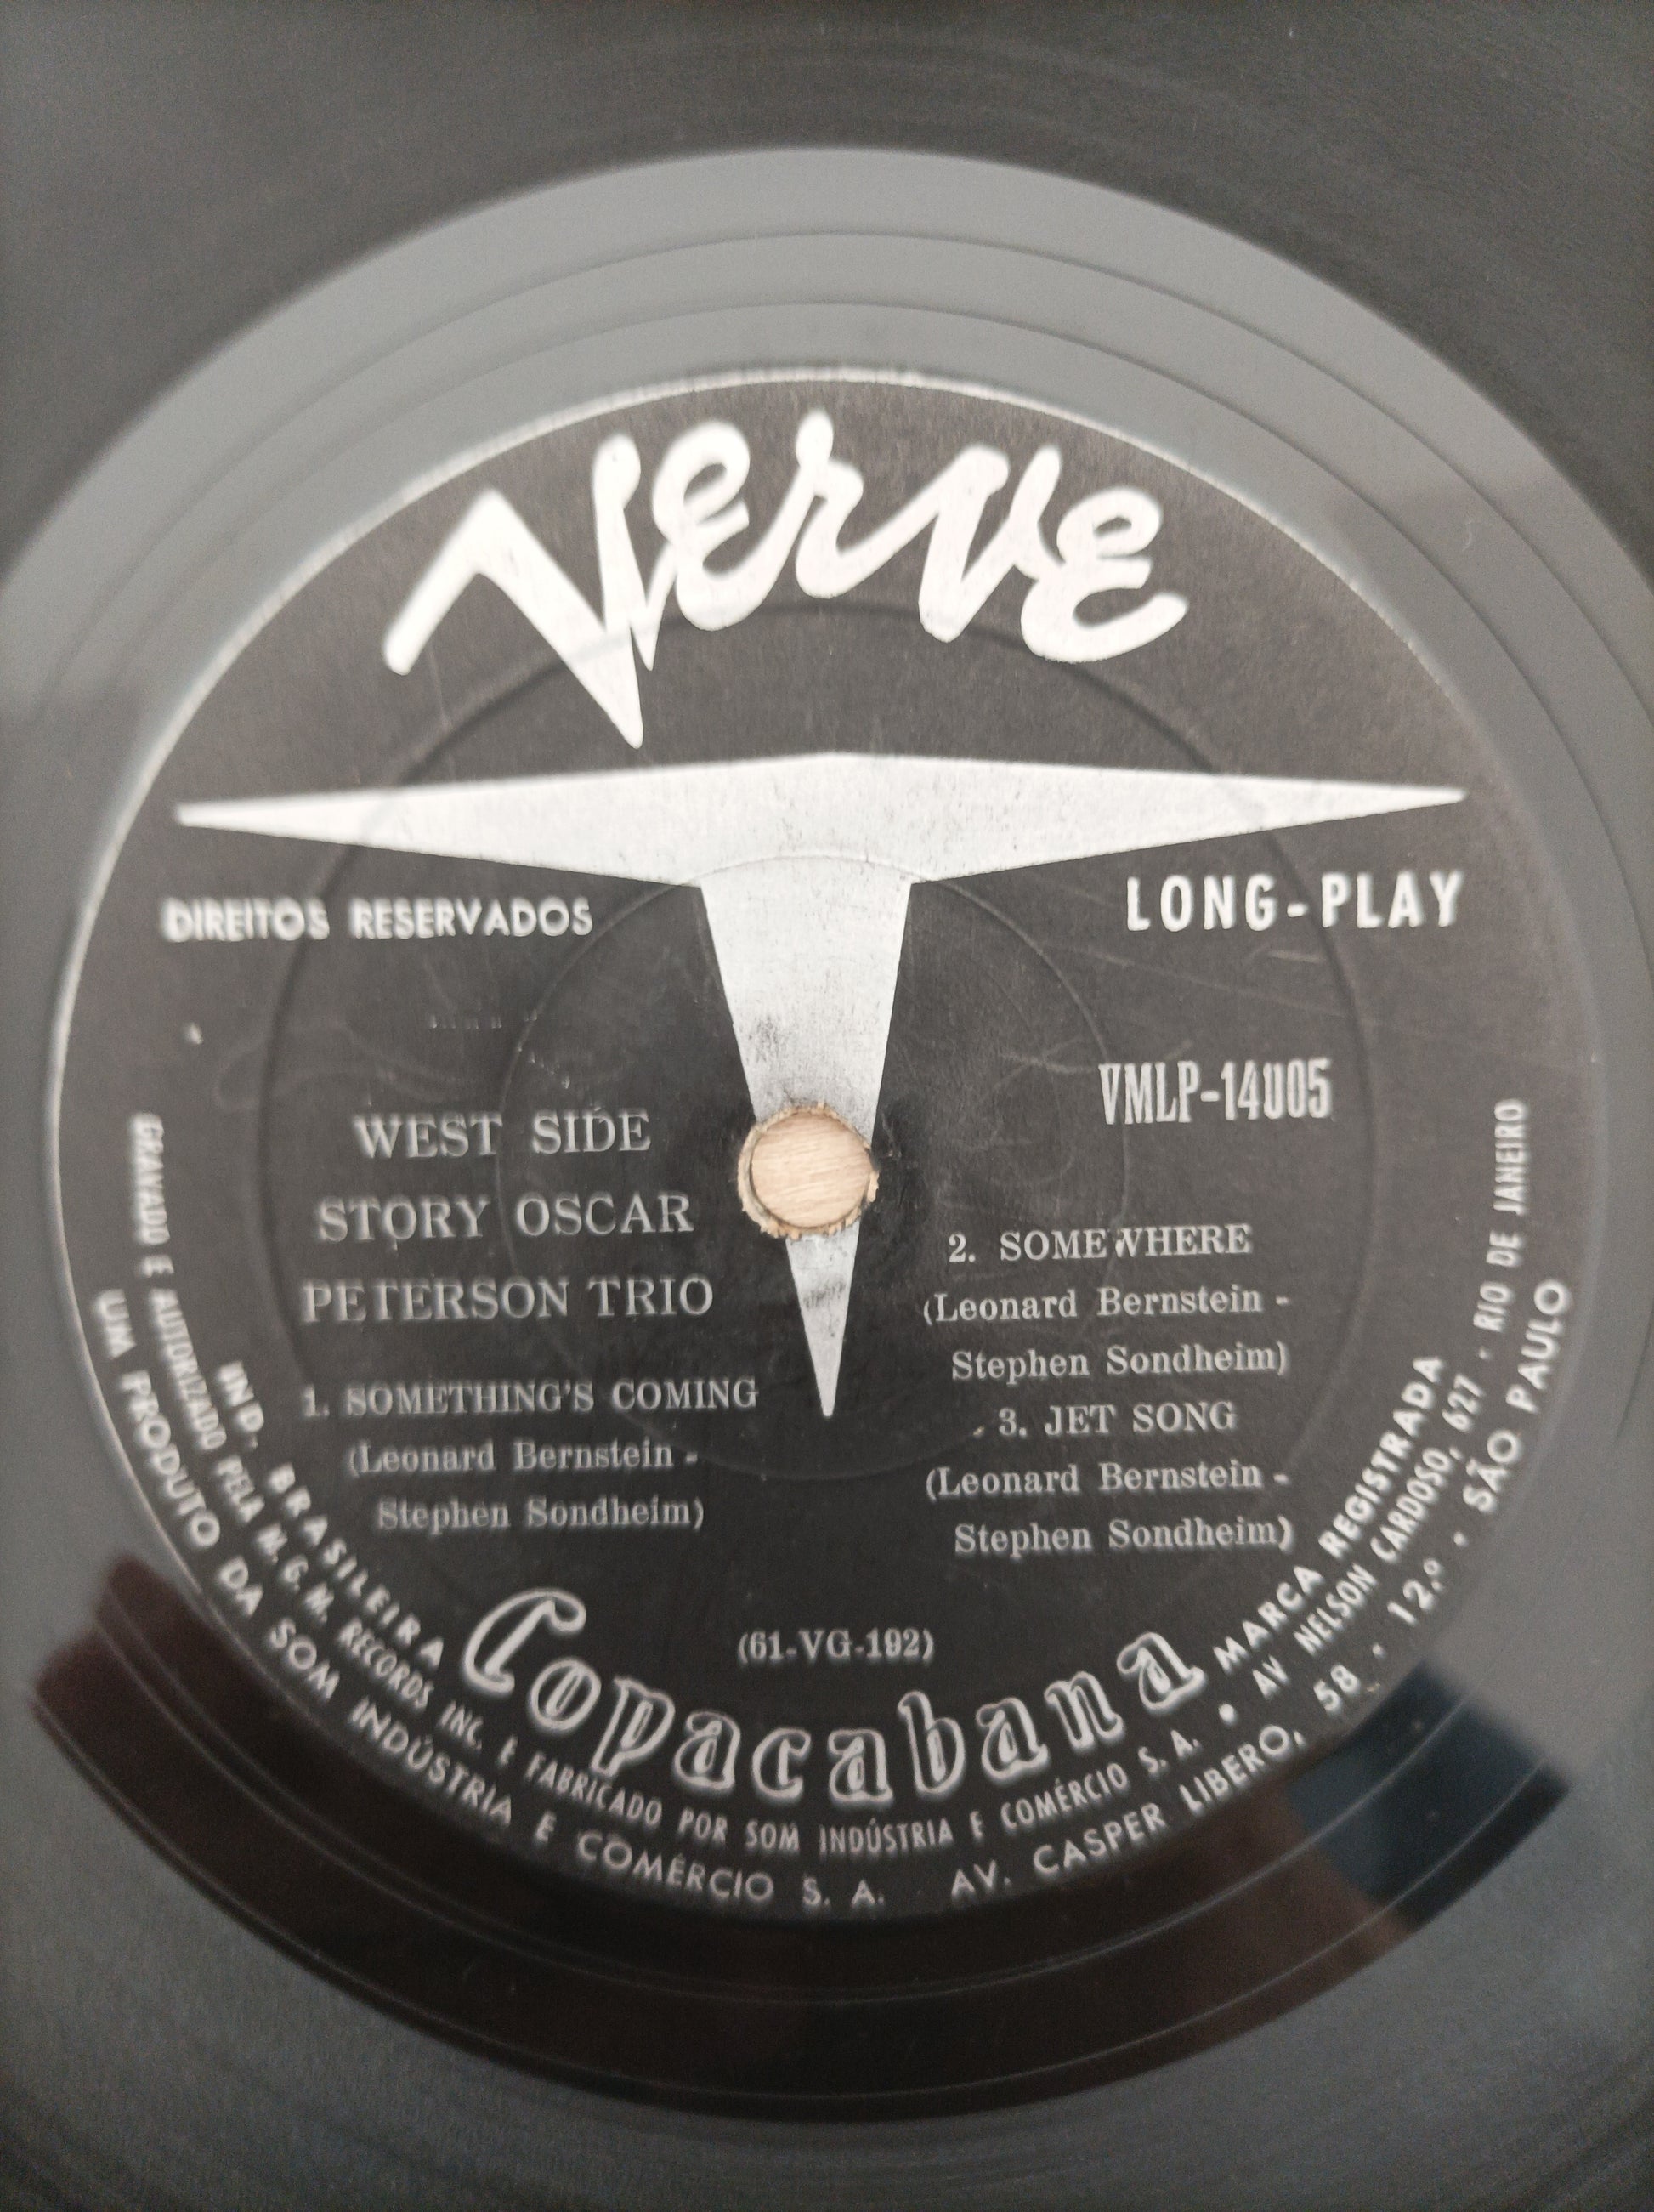 Verve
DIREITOS RESERVADOS
LONG-PLAY
VMLP-14005
WEST SIDE
STORY OSCAR
PETERSON TRIO
1. SOMETHING'S COMING
(Leonard Bernstein -
Stephen Sondheim)
2. SOMEWHERE
(Leonard Bernstein -
Stephen Sondheim)
3. JET SONG
(Leonard Bernstein -
Stephen Sondheim)
(61-VG-192)
IND. BRASILEIRA Copacabana MARCA REGISTRADA
GRAVADO E AUTORIZADO PELA M. G. M. RECORDS INC. E FABRICADO POR SOM INDÚSTRIA E COMÉRCIO S. A. • AV NELSON CARDOSO, 627 - RIO DE JANEIRO
UM PRODUTO DA SOM INDÚSTRIA E COMÉRCIO S. A. AV. CASPER LIBERO, 58 - 12.º - SÃO PAULO